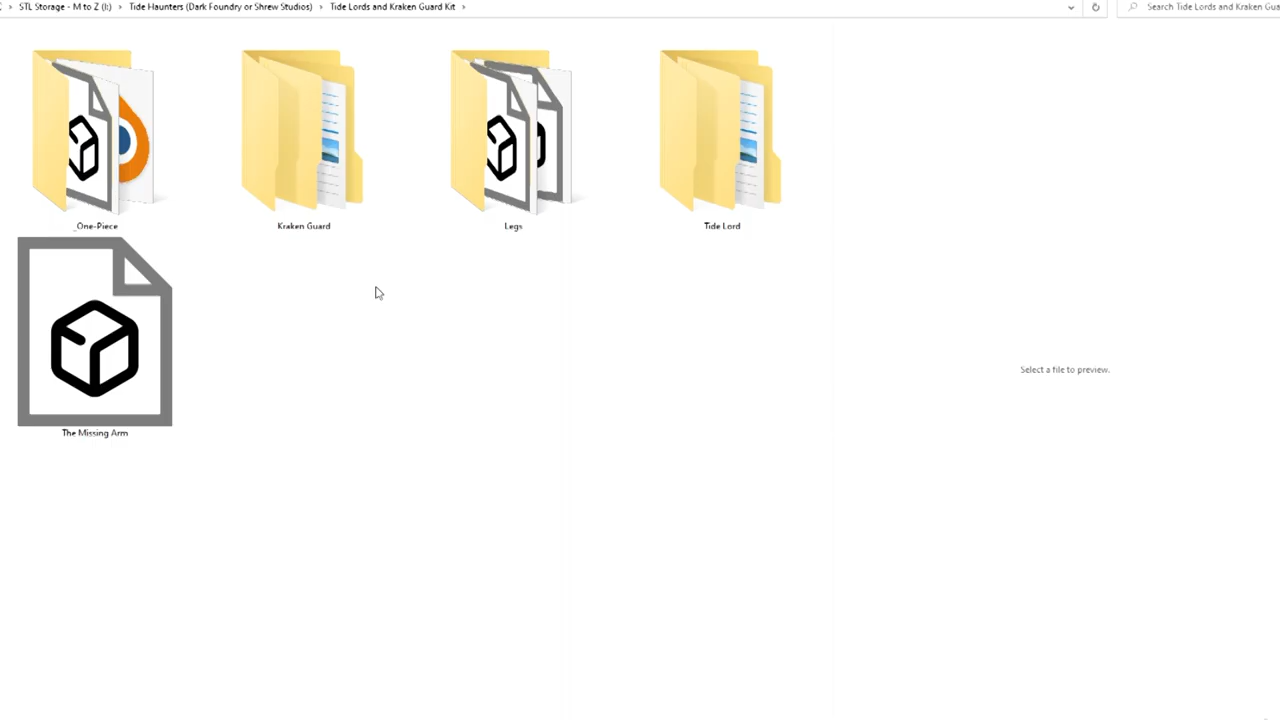 STL Storage - M to Z (I:) > Tide Haunters (Dark Foundry or Shrew Studios) > Tide Lords and Kraken Guard Kit >
Search Tide Lords and Kraken Gua
_One-Piece
Kraken Guard
Legs
Tide Lord
The Missing Arm
Select a file to preview.